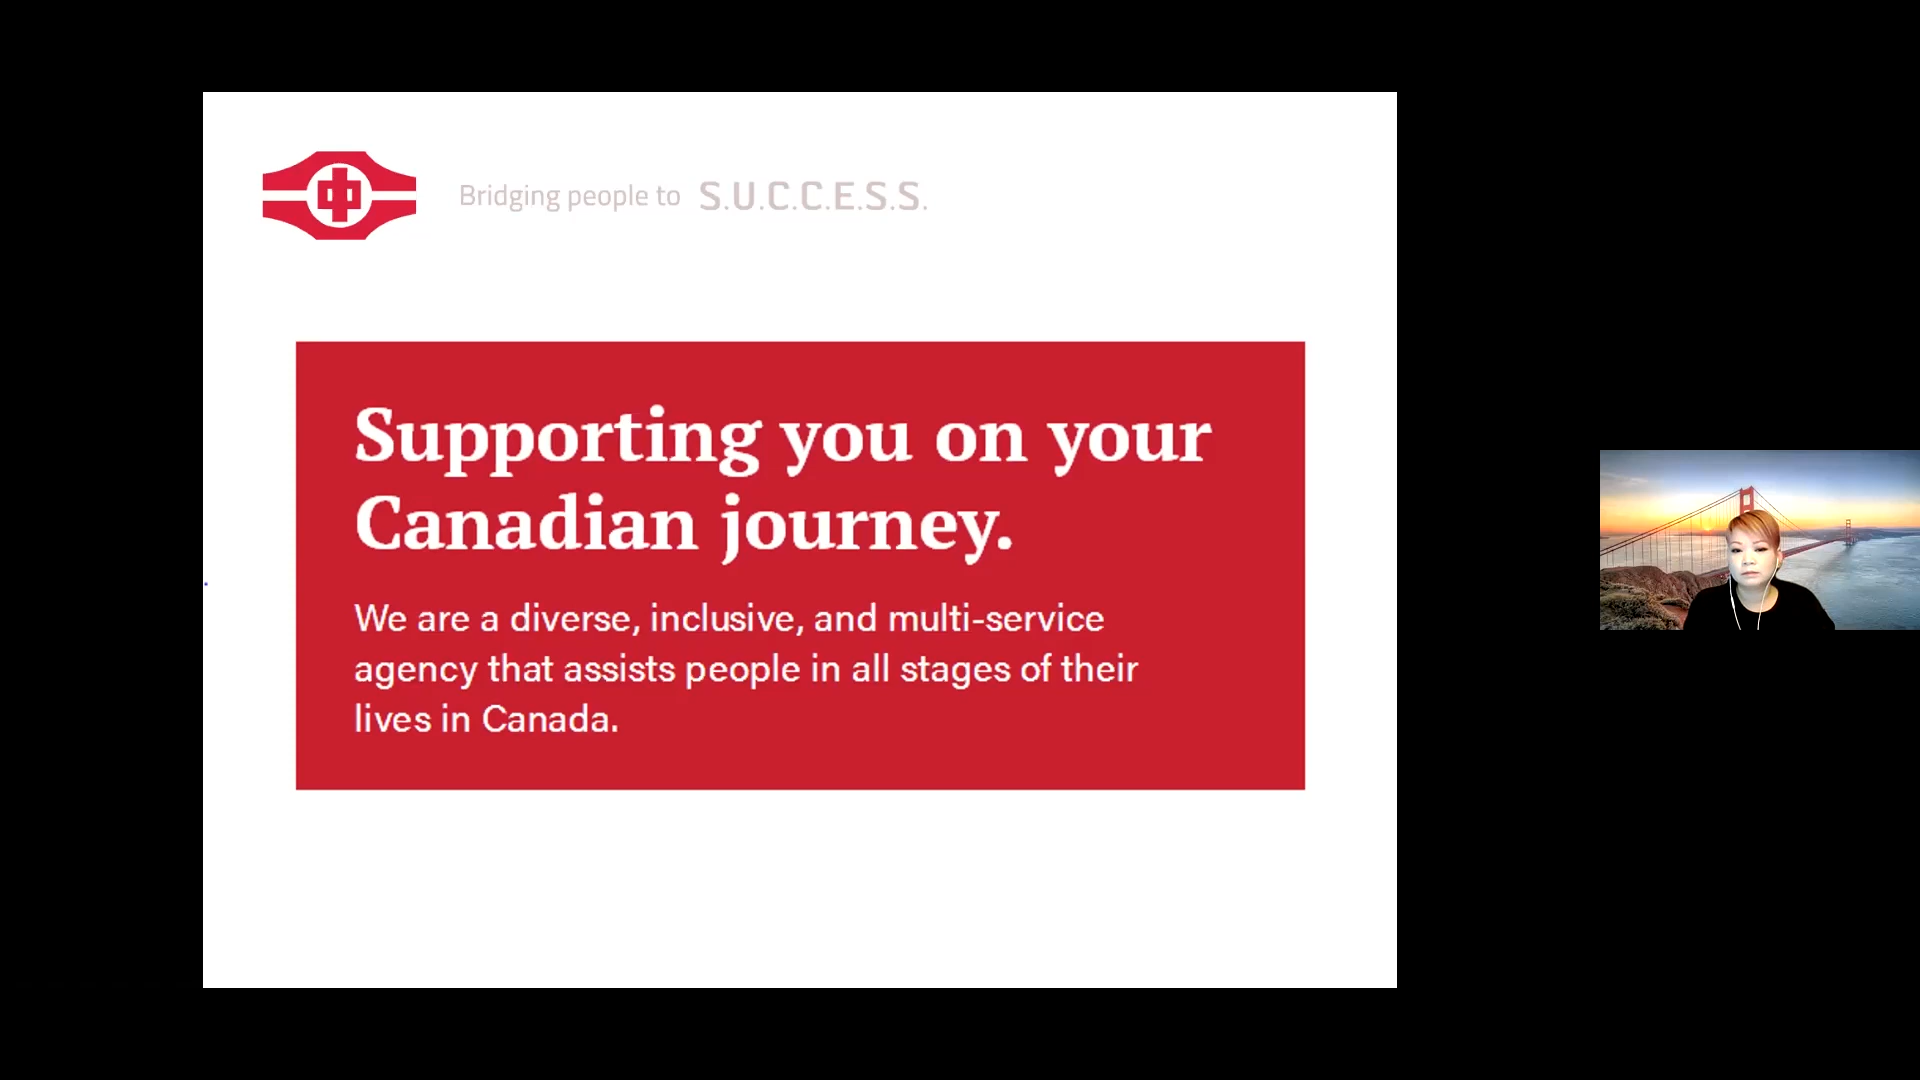 中
Bridging people to S.U.C.C.E.S.S.
Supporting you on your
Canadian journey.
We are a diverse, inclusive, and multi-service
agency that assists people in all stages of their
lives in Canada.